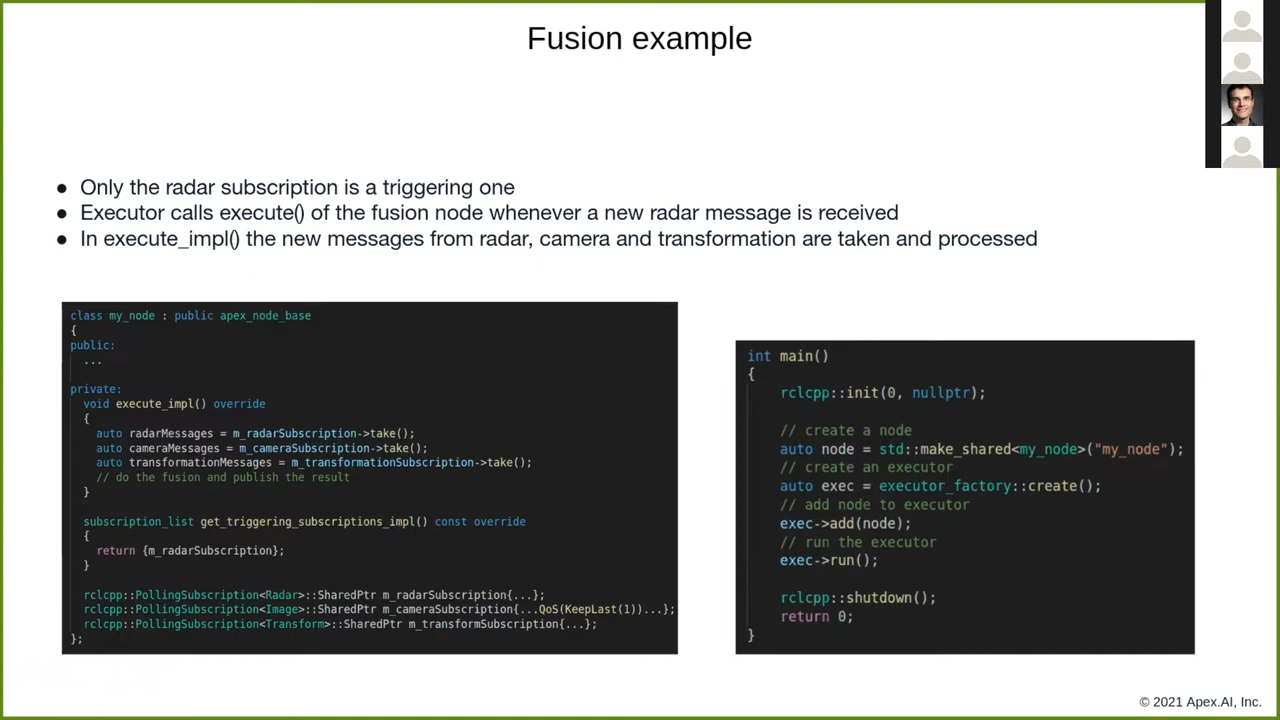 Fusion example
● Only the radar subscription is a triggering one
● Executor calls execute() of the fusion node whenever a new radar message is received
● In execute_impl() the new messages from radar, camera and transformation are taken and processed
class my_node : public apex_node_base
{
public:
...
private:
void execute_impl() override
{
auto radarMessages = m_radarSubscription->take();
auto cameraMessages = m_cameraSubscription->take();
auto transformationMessages = m_transformationSubscription->take();
// do the fusion and publish the result
}
subscription_list get_triggering_subscriptions_impl() const override
{
return {m_radarSubscription};
}
rclcpp::PollingSubscription<Radar>::SharedPtr m_radarSubscription{...};
rclcpp::PollingSubscription<Image>::SharedPtr m_cameraSubscription{...QoS(KeepLast(1))...};
rclcpp::PollingSubscription<Transform>::SharedPtr m_transformSubscription{...};
};
int main()
{
rclcpp::init(0, nullptr);
// create a node
auto node = std::make_shared<my_node>("my_node");
// create an executor
auto exec = executor_factory::create();
// add node to executor
exec->add(node);
// run the executor
exec->run();
rclcpp::shutdown();
return 0;
}
© 2021 Apex.AI, Inc.